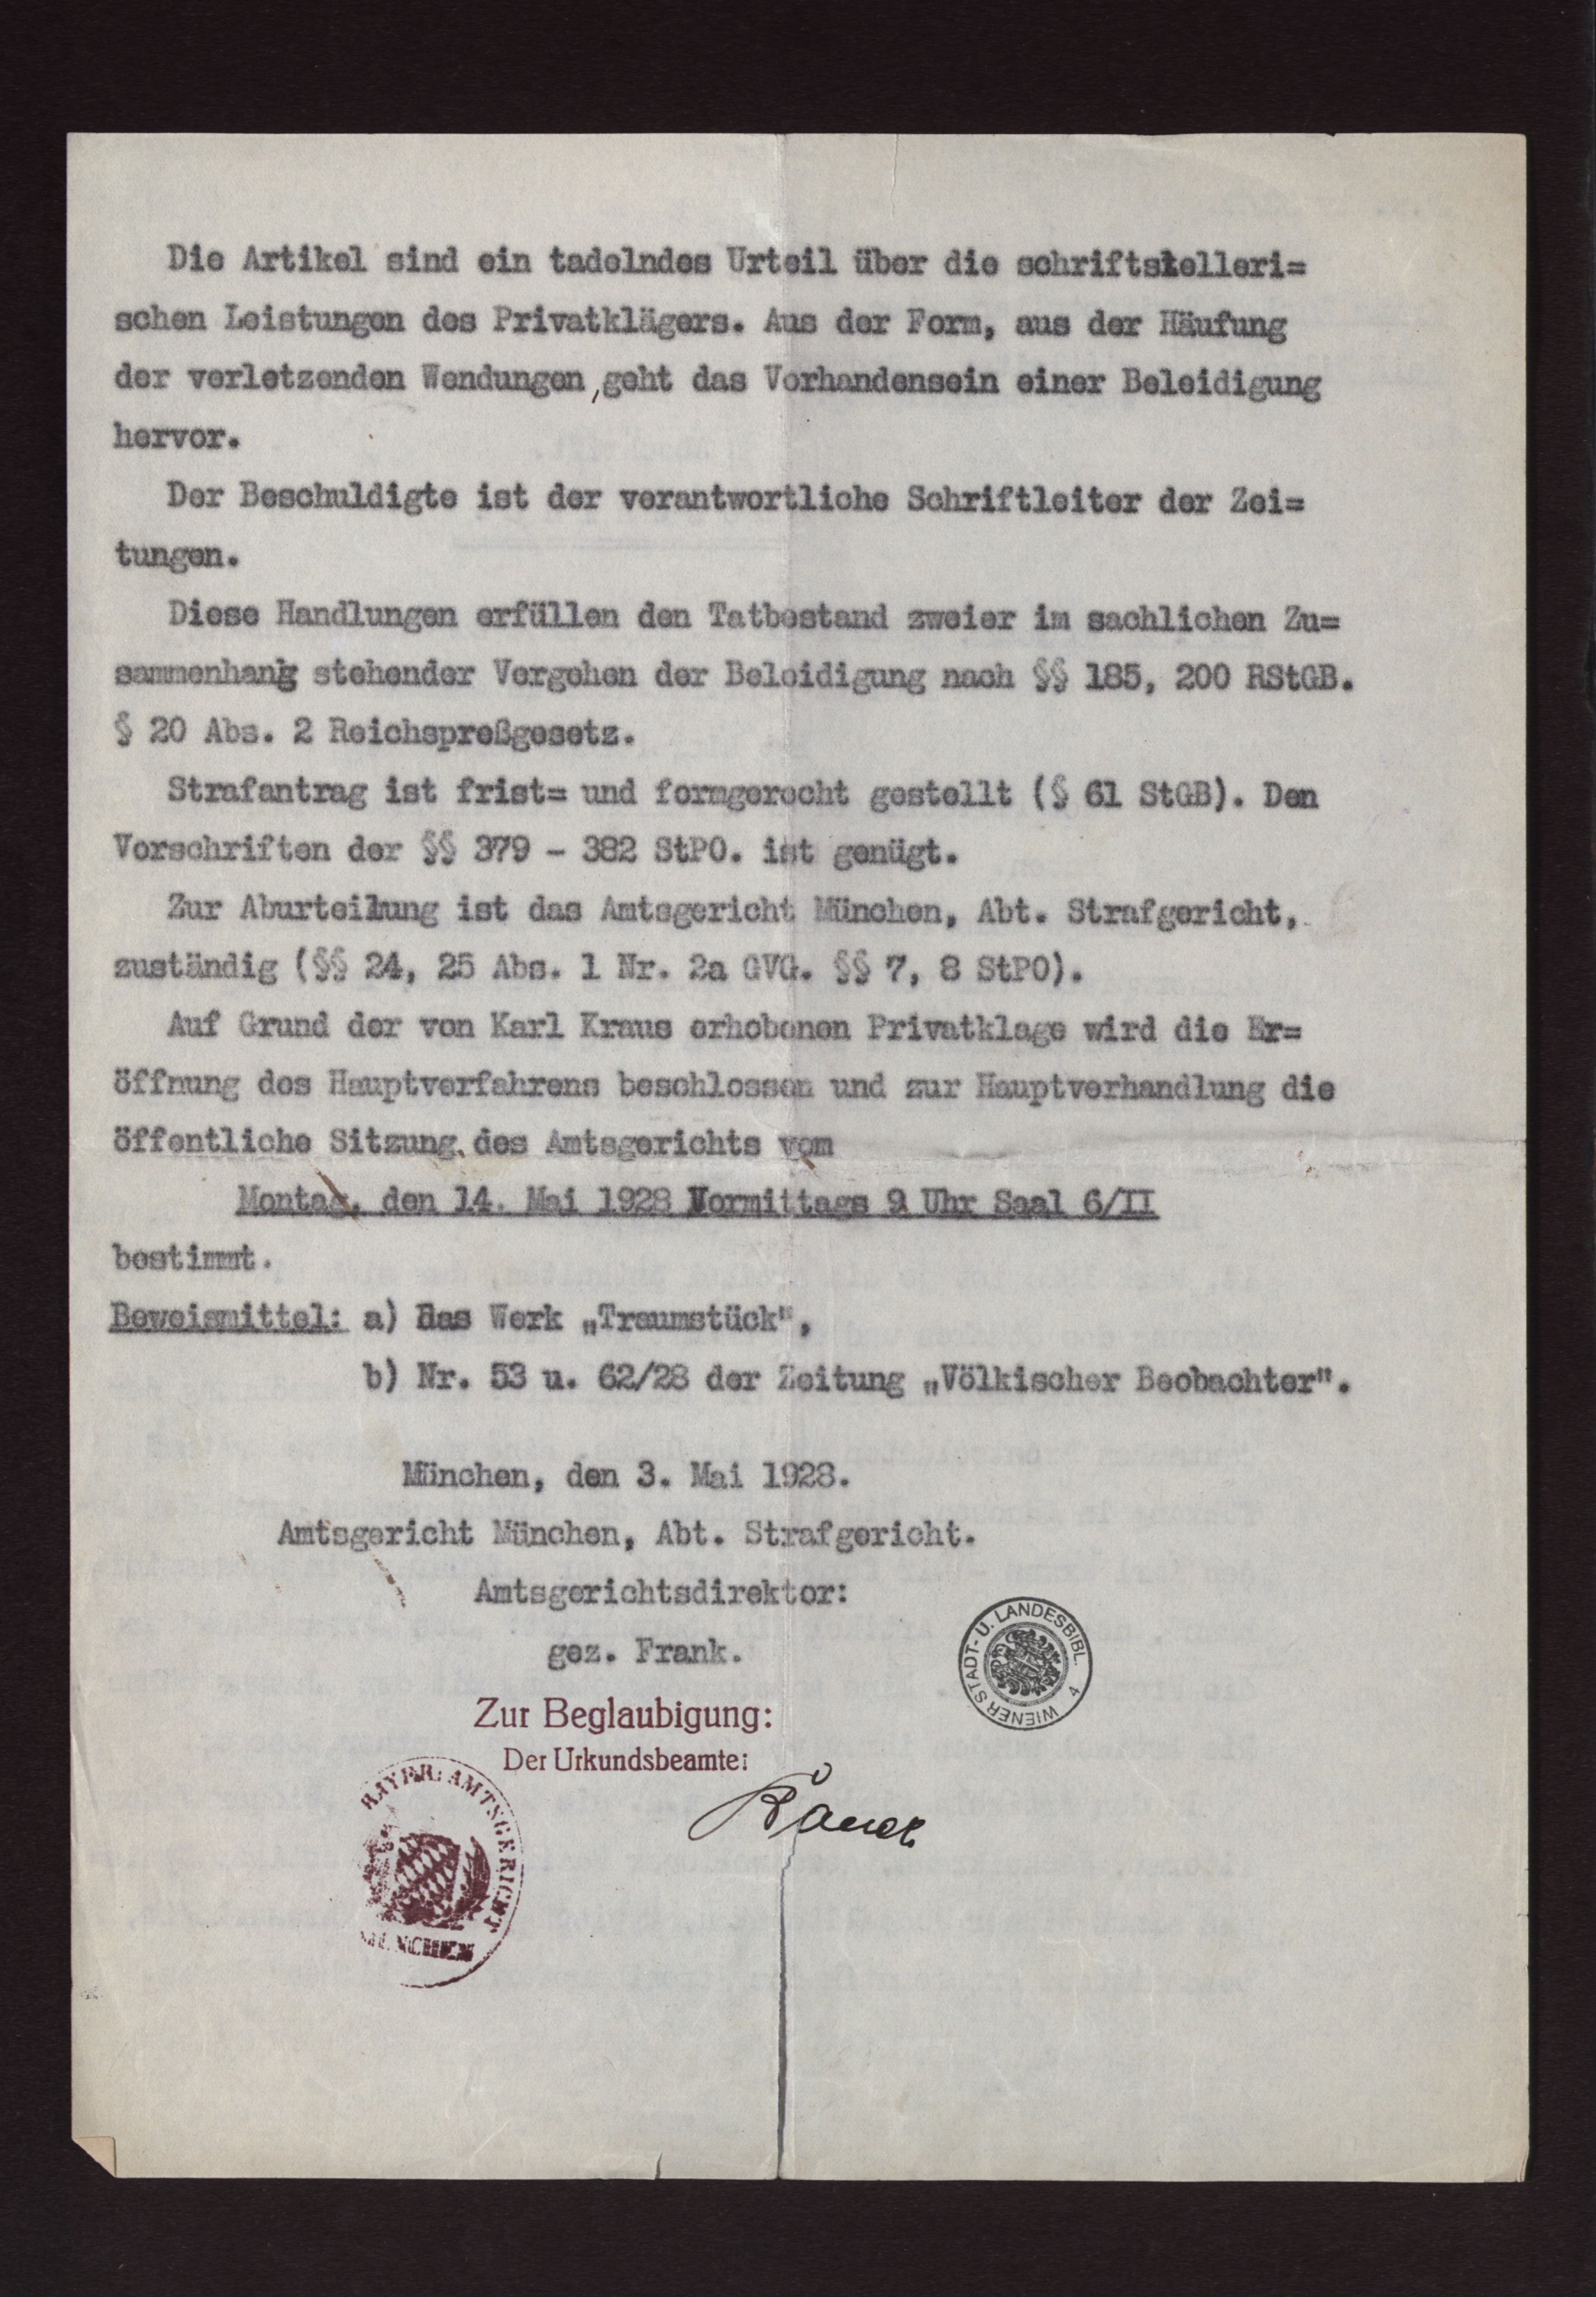 Die Artikel sind ein tadelndes Urteil über die schriftstelleri=
schen Leistungen des Privatklägers. Aus der Form, aus der Häufung
der verletzenden Wendungen, geht das Vorhandensein einer Beleidigung
hervor.
Der Beschuldigte ist der verantwortliche Schriftleiter der Zei=
tungen.
Diese Handlungen erfüllen den Tatbestand zweier im sachlichen Zu=
sammenhang stehender Vergehen der Beleidigung nach §§ 185, 200 RStGB.
§ 20 Abs. 2 Reichspreßgesetz.
Strafantrag ist frist= und formgerecht gestellt (§ 61 StGB). Den
Vorschriften der §§ 379 - 382 StPO. ist genügt.
Zur Aburteilung ist das Amtsgericht München, Abt. Strafgericht,
zuständig (§§ 24, 25 Abs. 1 Nr. 2a GVG. §§ 7, 8 StPO).
Auf Grund der von Karl Kraus erhobenen Privatklage wird die Er=
öffnung des Hauptverfahrens beschlossen und zur Hauptverhandlung die
öffentliche Sitzung des Amtsgerichts vom
Montag, den 14. Mai 1928 Vormittags 9 Uhr Saal 6/II
bestimmt.
Beweismittel: a) Das Werk „Traumstück",
b) Nr. 53 u. 62/28 der Zeitung „Völkischer Beobachter".
München, den 3. Mai 1928.
Amtsgericht München, Abt. Strafgericht.
Amtsgerichtsdirektor:
gez. Frank.
WIENER STADT- U. LANDESBIBL. 4
Zur Beglaubigung:
Der Urkundsbeamte:
BAYER. AMTSGERICHT
MÜNCHEN